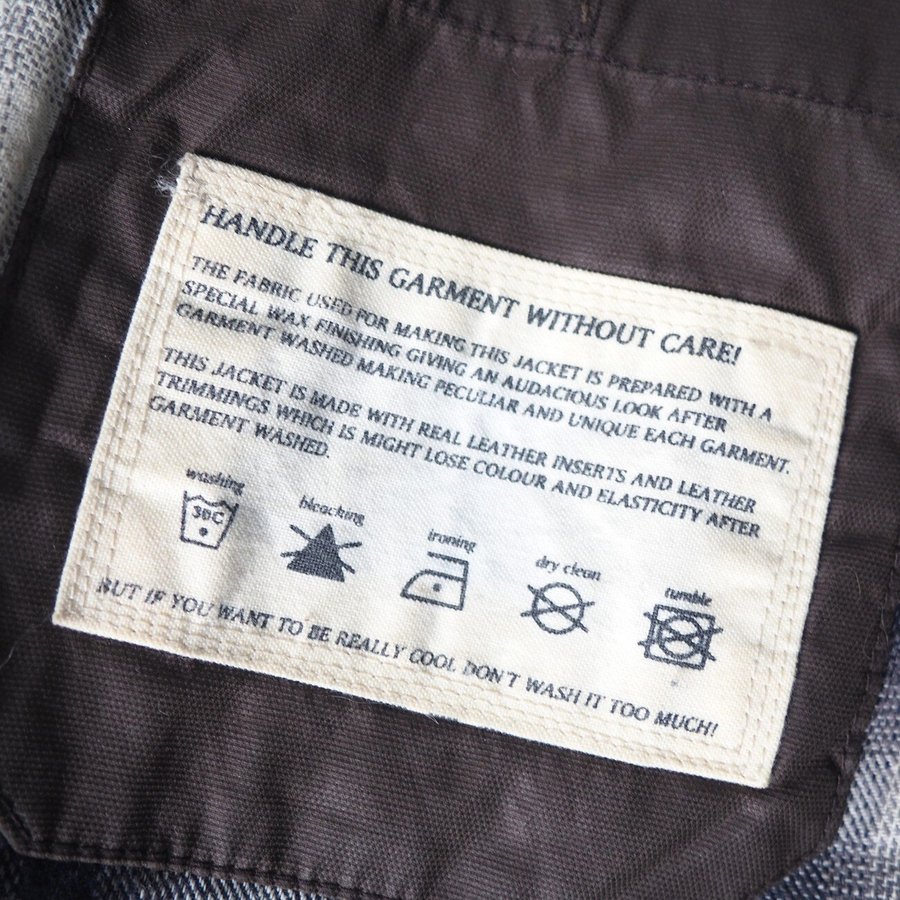 HANDLE THIS GARMENT WITHOUT CARE!
THE FABRIC USED FOR MAKING THIS JACKET IS PREPARED WITH A
SPECIAL WAX FINISHING GIVING AN AUDACIOUS LOOK AFTER
GARMENT WASHED MAKING PECULIAR AND UNIQUE EACH GARMENT.
THIS JACKET IS MADE WITH REAL LEATHER INSERTS AND LEATHER
TRIMMINGS WHICH IS MIGHT LOSE COLOUR AND ELASTICITY AFTER
GARMENT WASHED.
washing
bleacking
ironing
dry clean
tumble
30C
BUT IF YOU WANT TO BE REALLY COOL DON'T WASH IT TOO MUCH!